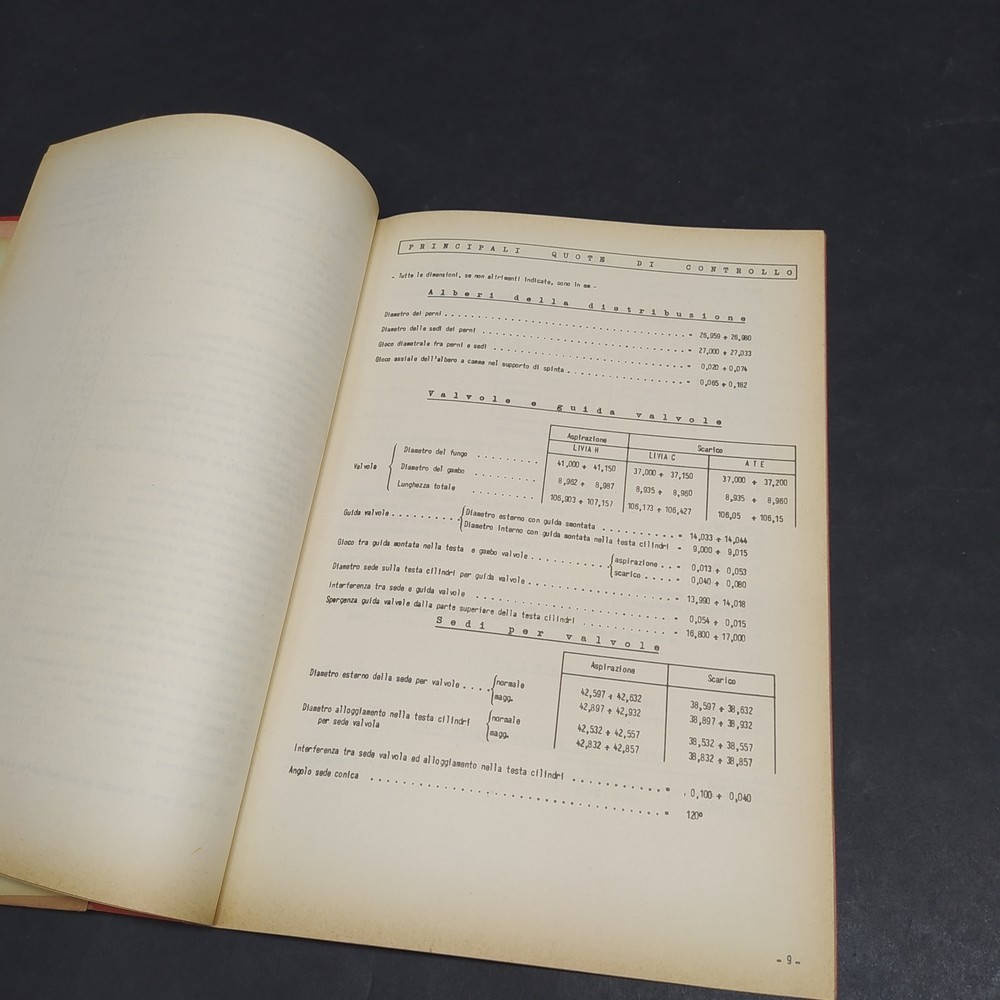 PRINCIPALI QUOTE DI CONTROLLO
- Tutte le dimensioni, se non altrimenti indicate, sono in mm -
Alberi della distribuzione
Diametro dei perni = 26,959 ÷ 26,980
Diametro delle sedi dei perni = 27,000 ÷ 27,033
Gioco diametrale fra perni e sedi = 0,020 ÷ 0,074
Gioco assiale dell'albero a camme nel supporto di spinta = 0,065 ÷ 0,182
Valvole e guida valvole
Aspirazione Scarico
LIVIA H LIVIA C A T E
Valvole
Diametro del fungo 41,000 ÷ 41,150 37,000 ÷ 37,150 37,000 ÷ 37,200
Diametro del gambo 8,962 ÷ 8,987 8,935 ÷ 8,960 8,935 ÷ 8,960
Lunghezza totale 106,903 ÷ 107,157 106,173 ÷ 106,427 106,05 ÷ 106,15
Guida valvole Diametro esterno con guida smontata = 14,033 ÷ 14,044
Diametro interno con guida montata nella testa cilindri = 9,000 ÷ 9,015
Gioco tra guida montata nella testa e gambo valvole aspirazione = 0,013 ÷ 0,053
scarico = 0,040 ÷ 0,080
Diametro sede sulla testa cilindri per guida valvole = 13,990 ÷ 14,018
Interferenza tra sede e guida valvole = 0,054 ÷ 0,015
Sporgenza guida valvole dalla parte superiore della testa cilindri = 16,800 ÷ 17,000
Sedi per valvole
Aspirazione Scarico
Diametro esterno della sede per valvole normale 42,597 ÷ 42,632 38,597 ÷ 38,632
magg. 42,897 ÷ 42,932 38,897 ÷ 38,932
Diametro alloggiamento nella testa cilindri normale 42,532 ÷ 42,557 38,532 ÷ 38,557
per sede valvola magg. 42,832 ÷ 42,857 38,832 ÷ 38,857
Interferenza tra sede valvola ed alloggiamento nella testa cilindri = 0,100 ÷ 0,040
Angolo sede conica = 120°
- 9 -